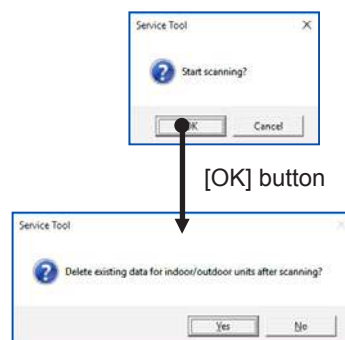 Service Tool
Start scanning?
OK
Cancel
[OK] button
Service Tool
Delete existing data for indoor/outdoor units after scanning?
Yes
No